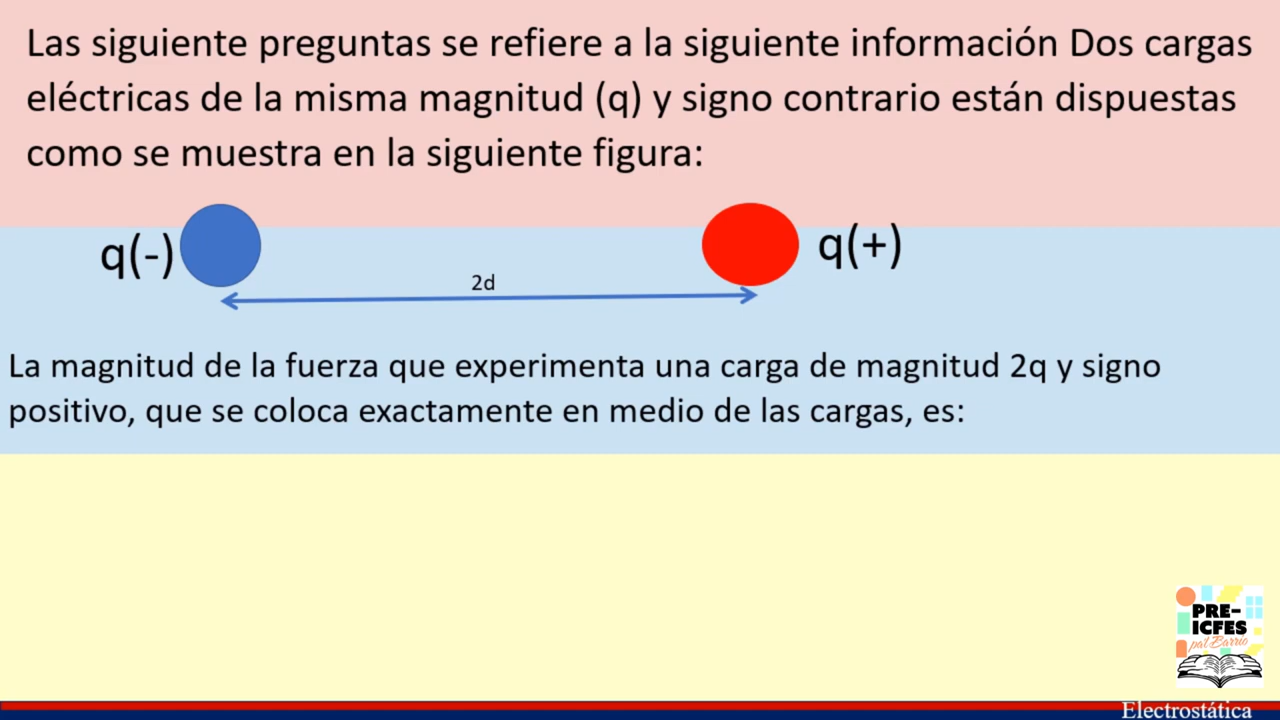 Las siguiente preguntas se refiere a la siguiente información Dos cargas
eléctricas de la misma magnitud (q) y signo contrario están dispuestas
como se muestra en la siguiente figura:
q(-)
2d
q(+)
La magnitud de la fuerza que experimenta una carga de magnitud 2q y signo
positivo, que se coloca exactamente en medio de las cargas, es:
PRE-
ICFES
pa'l Barrio
Electrostática